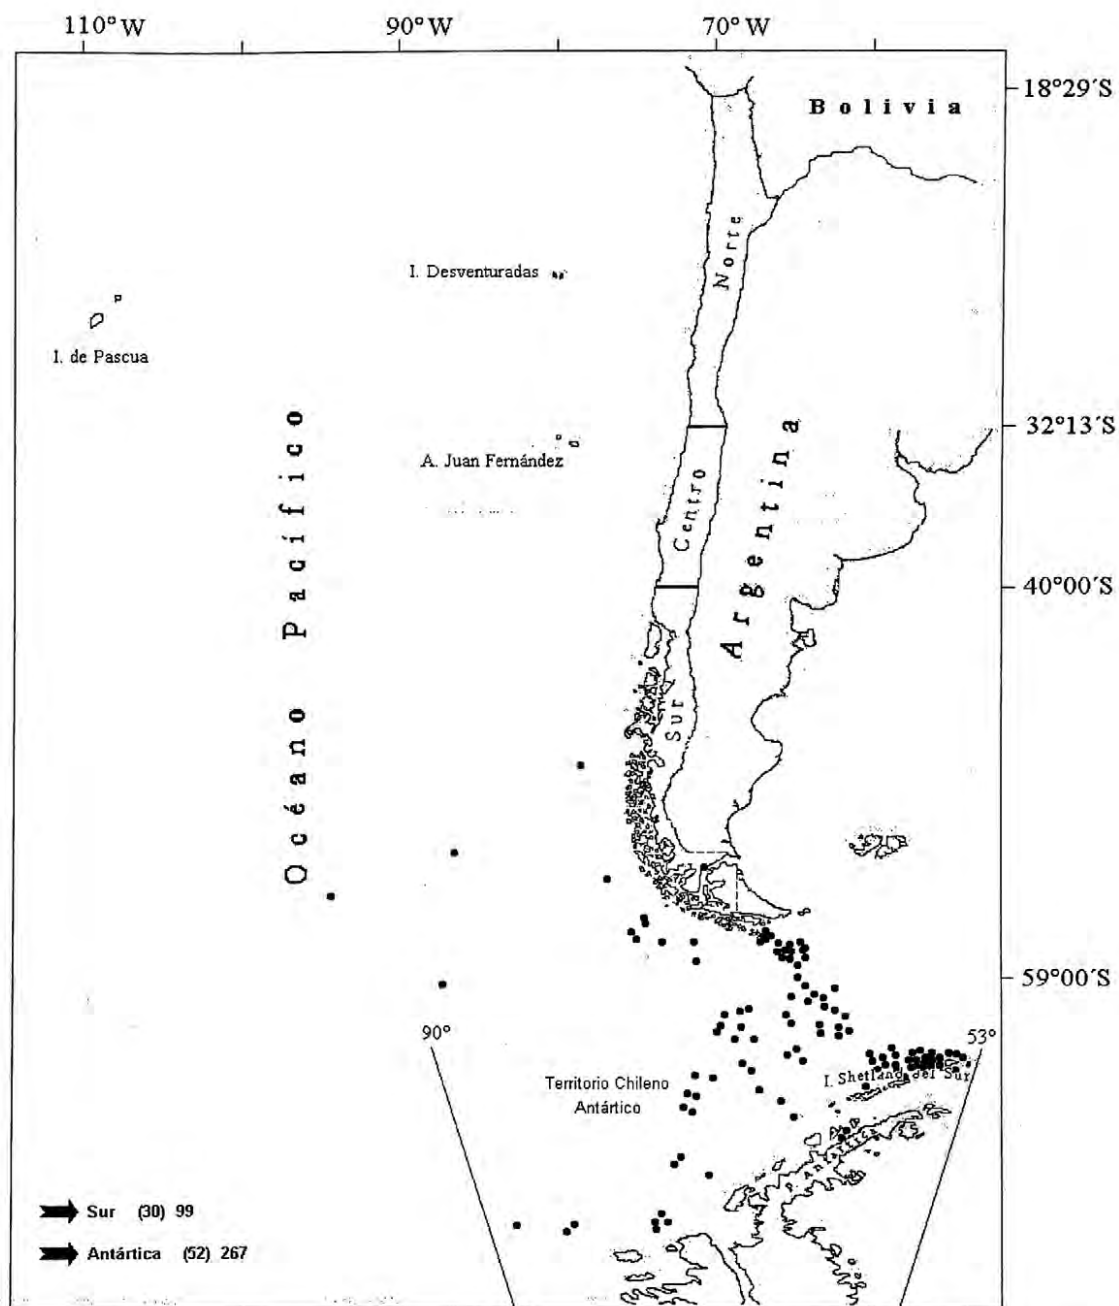 110°W 90°W 70°W
18°29´S
Bolivia
Norte
I. Desventuradas
I. de Pascua
32°13´S
A. Juan Fernández
Centro
Argentina
Océano Pacífico
40°00´S
Sur
59°00´S
90° 53°
I. Shetland del Sur
Territorio Chileno
Antártico
P. Antártica
Sur (30) 99
Antártica (52) 267